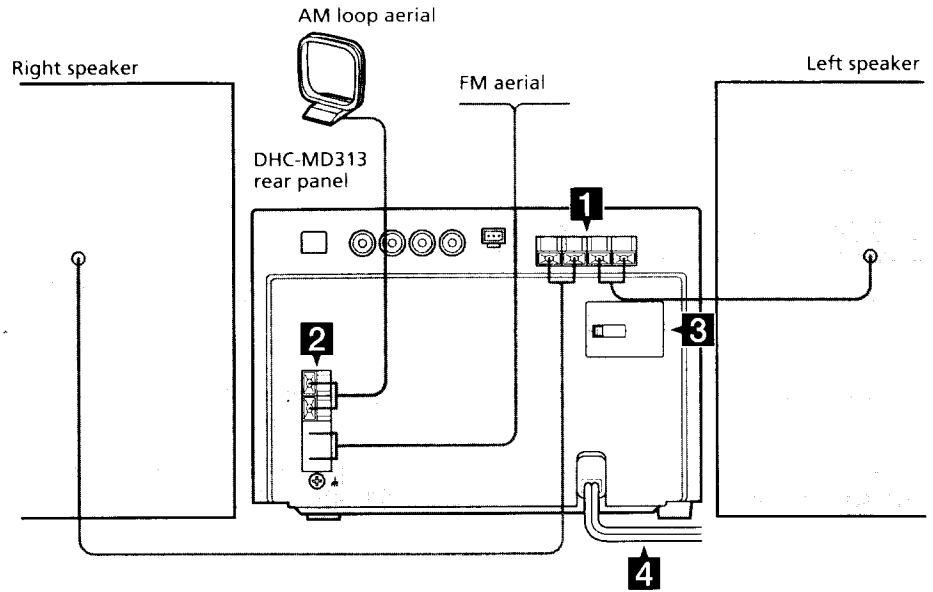 AM loop aerial
Right speaker
FM aerial
Left speaker
DHC-MD313
rear panel
1
2
3
4